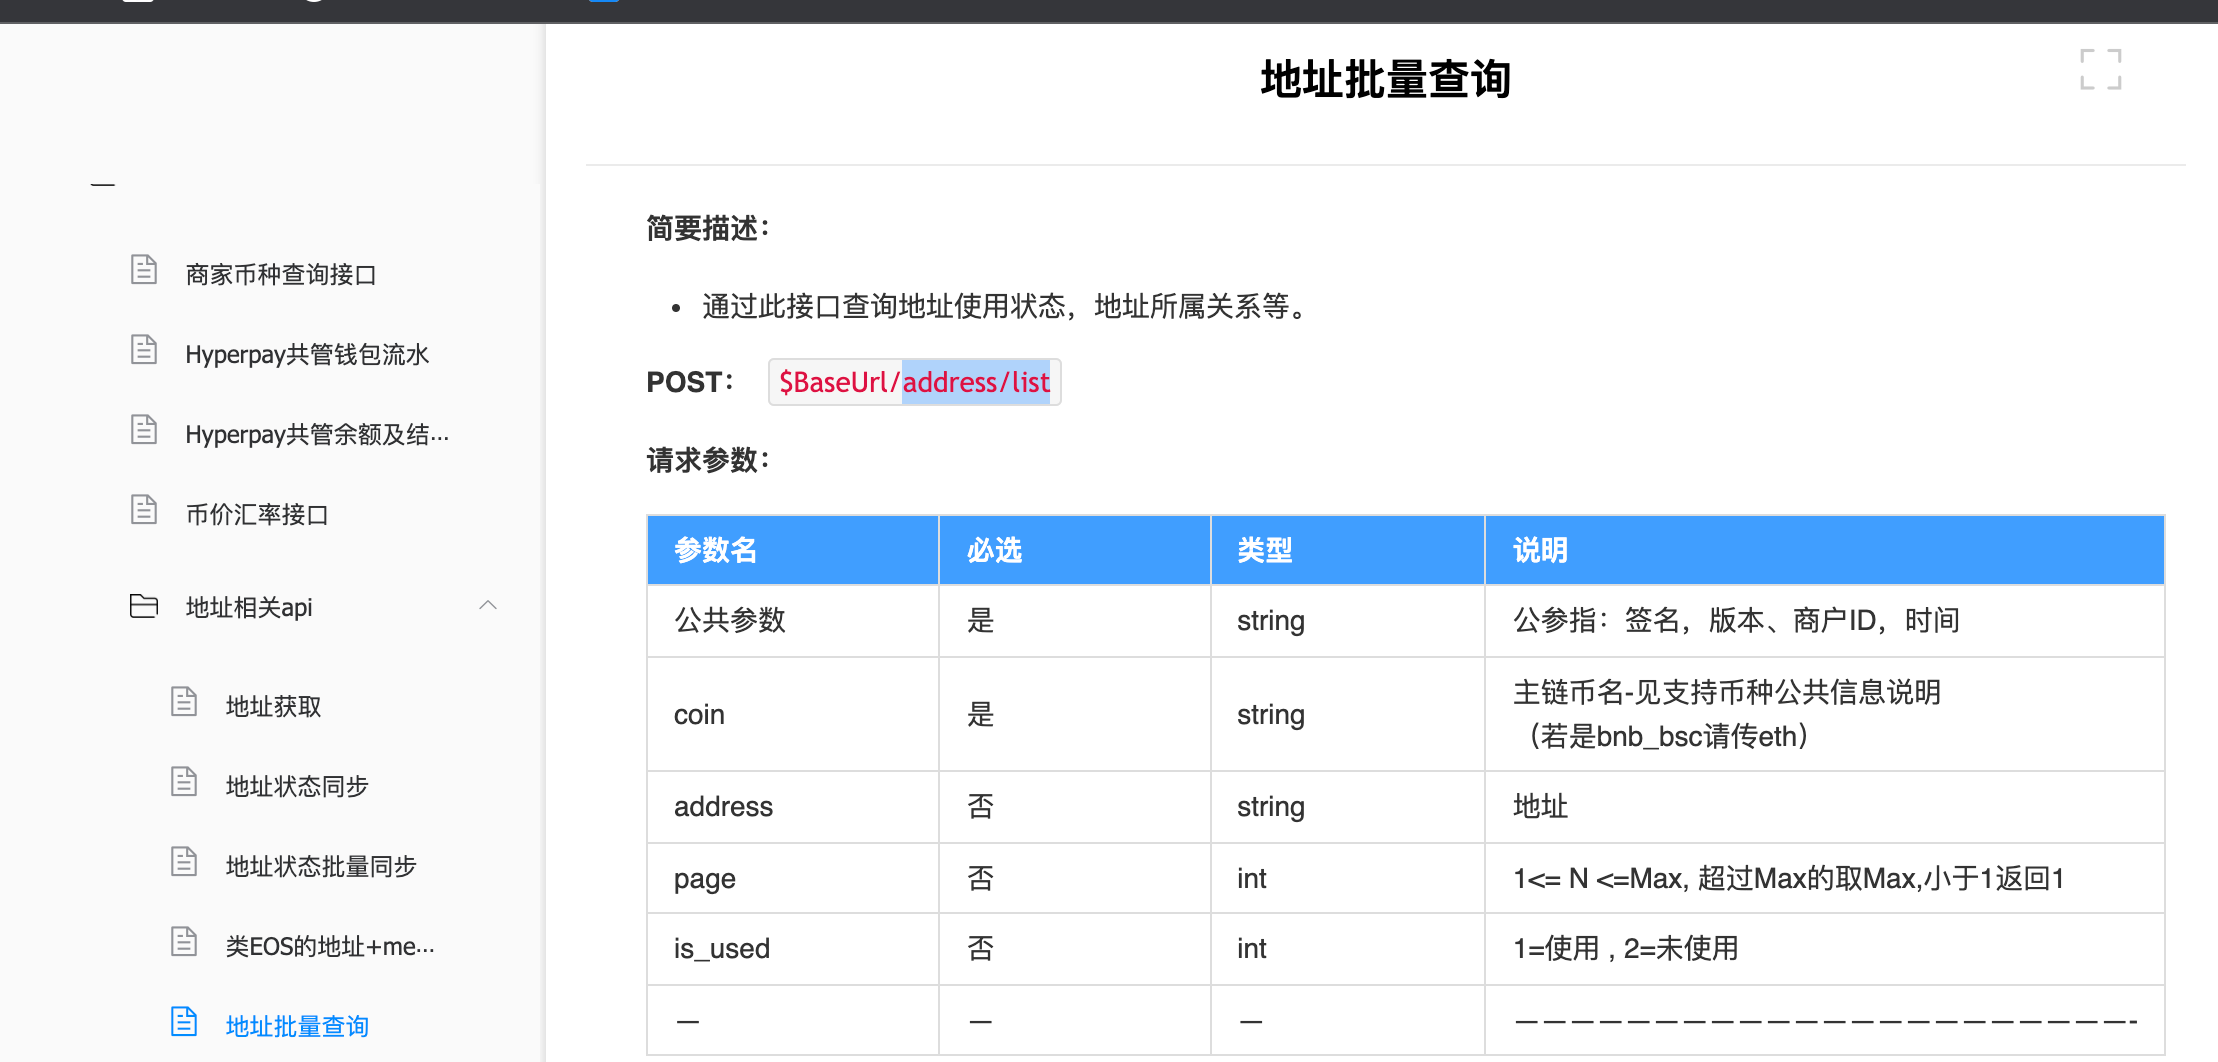 商家币种查询接口
Hyperpay共管钱包流水
Hyperpay共管余额及结...
币价汇率接口
地址相关api
地址获取
地址状态同步
地址状态批量同步
类EOS的地址+me...
地址批量查询
地址批量查询
简要描述：
• 通过此接口查询地址使用状态，地址所属关系等。
POST： $BaseUrl/address/list
请求参数：
参数名 必选 类型 说明
公共参数 是 string 公参指：签名，版本、商户ID，时间
coin 是 string 主链币名-见支持币种公共信息说明
（若是bnb_bsc请传eth）
address 否 string 地址
page 否 int 1<= N <=Max, 超过Max的取Max,小于1返回1
is_used 否 int 1=使用 , 2=未使用
— — — ——————————————————————-